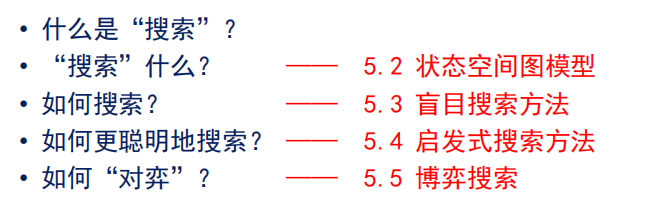 • 什么是“搜索”？
• “搜索”什么？ —— 5.2 状态空间图模型
• 如何搜索？ —— 5.3 盲目搜索方法
• 如何更聪明地搜索？ —— 5.4 启发式搜索方法
• 如何“对弈”？ —— 5.5 博弈搜索